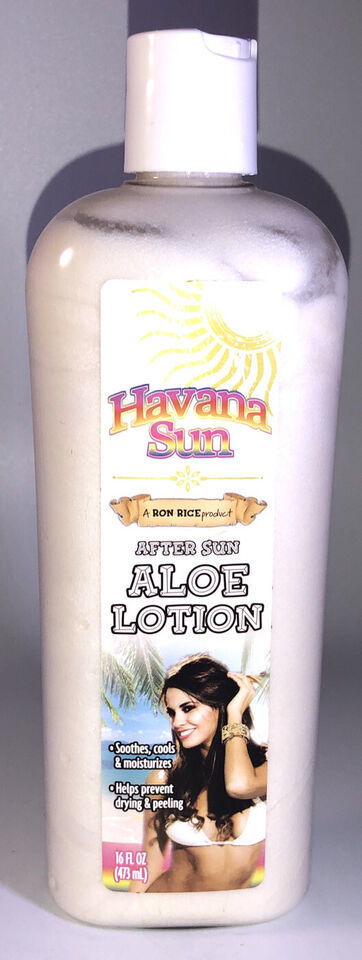 Havana
Sun
A RON RICE product
AFTER SUN
ALOE
LOTION
• Soothes, cools
& moisturizes
• Helps prevent
drying & peeling
16 FL OZ
(473 mL)